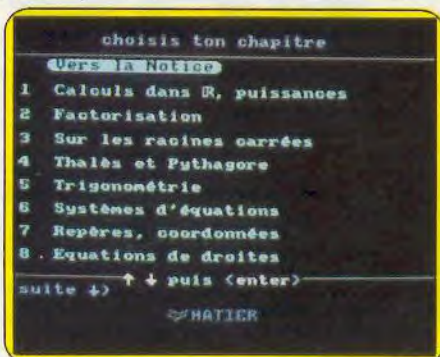 choisis ton chapitre
Vers la Notice
1 Calculs dans ℝ, puissances
2 Factorisation
3 Sur les racines carrées
4 Thalès et Pythagore
5 Trigonométrie
6 Systèmes d'équations
7 Repères, coordonnées
8 . Equations de droites
↑ ↓ puis <enter>
suite ↓)
HATIER